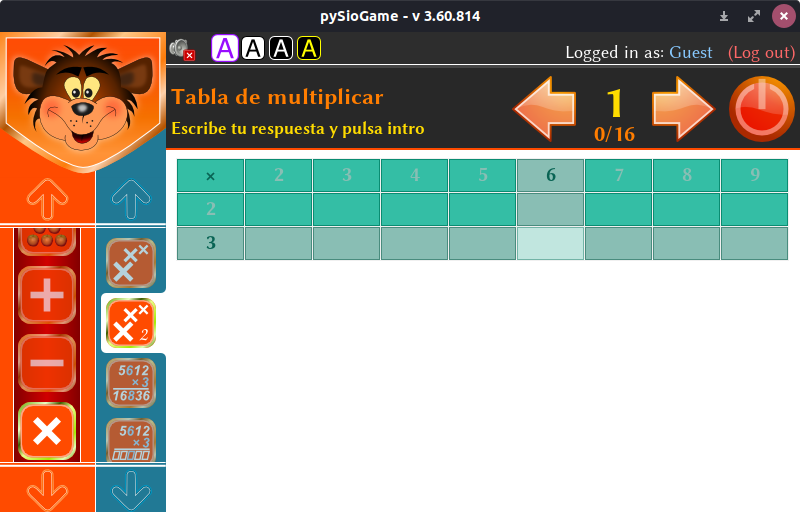 pySioGame - v 3.60.814
A A A A
Logged in as: Guest (Log out)
Tabla de multiplicar
Escribe tu respuesta y pulsa intro
1
0/16
× 2 3 4 5 6 7 8 9
2
3
+
−
×
×××
××× 2
5612
×3
16836
5612
×3